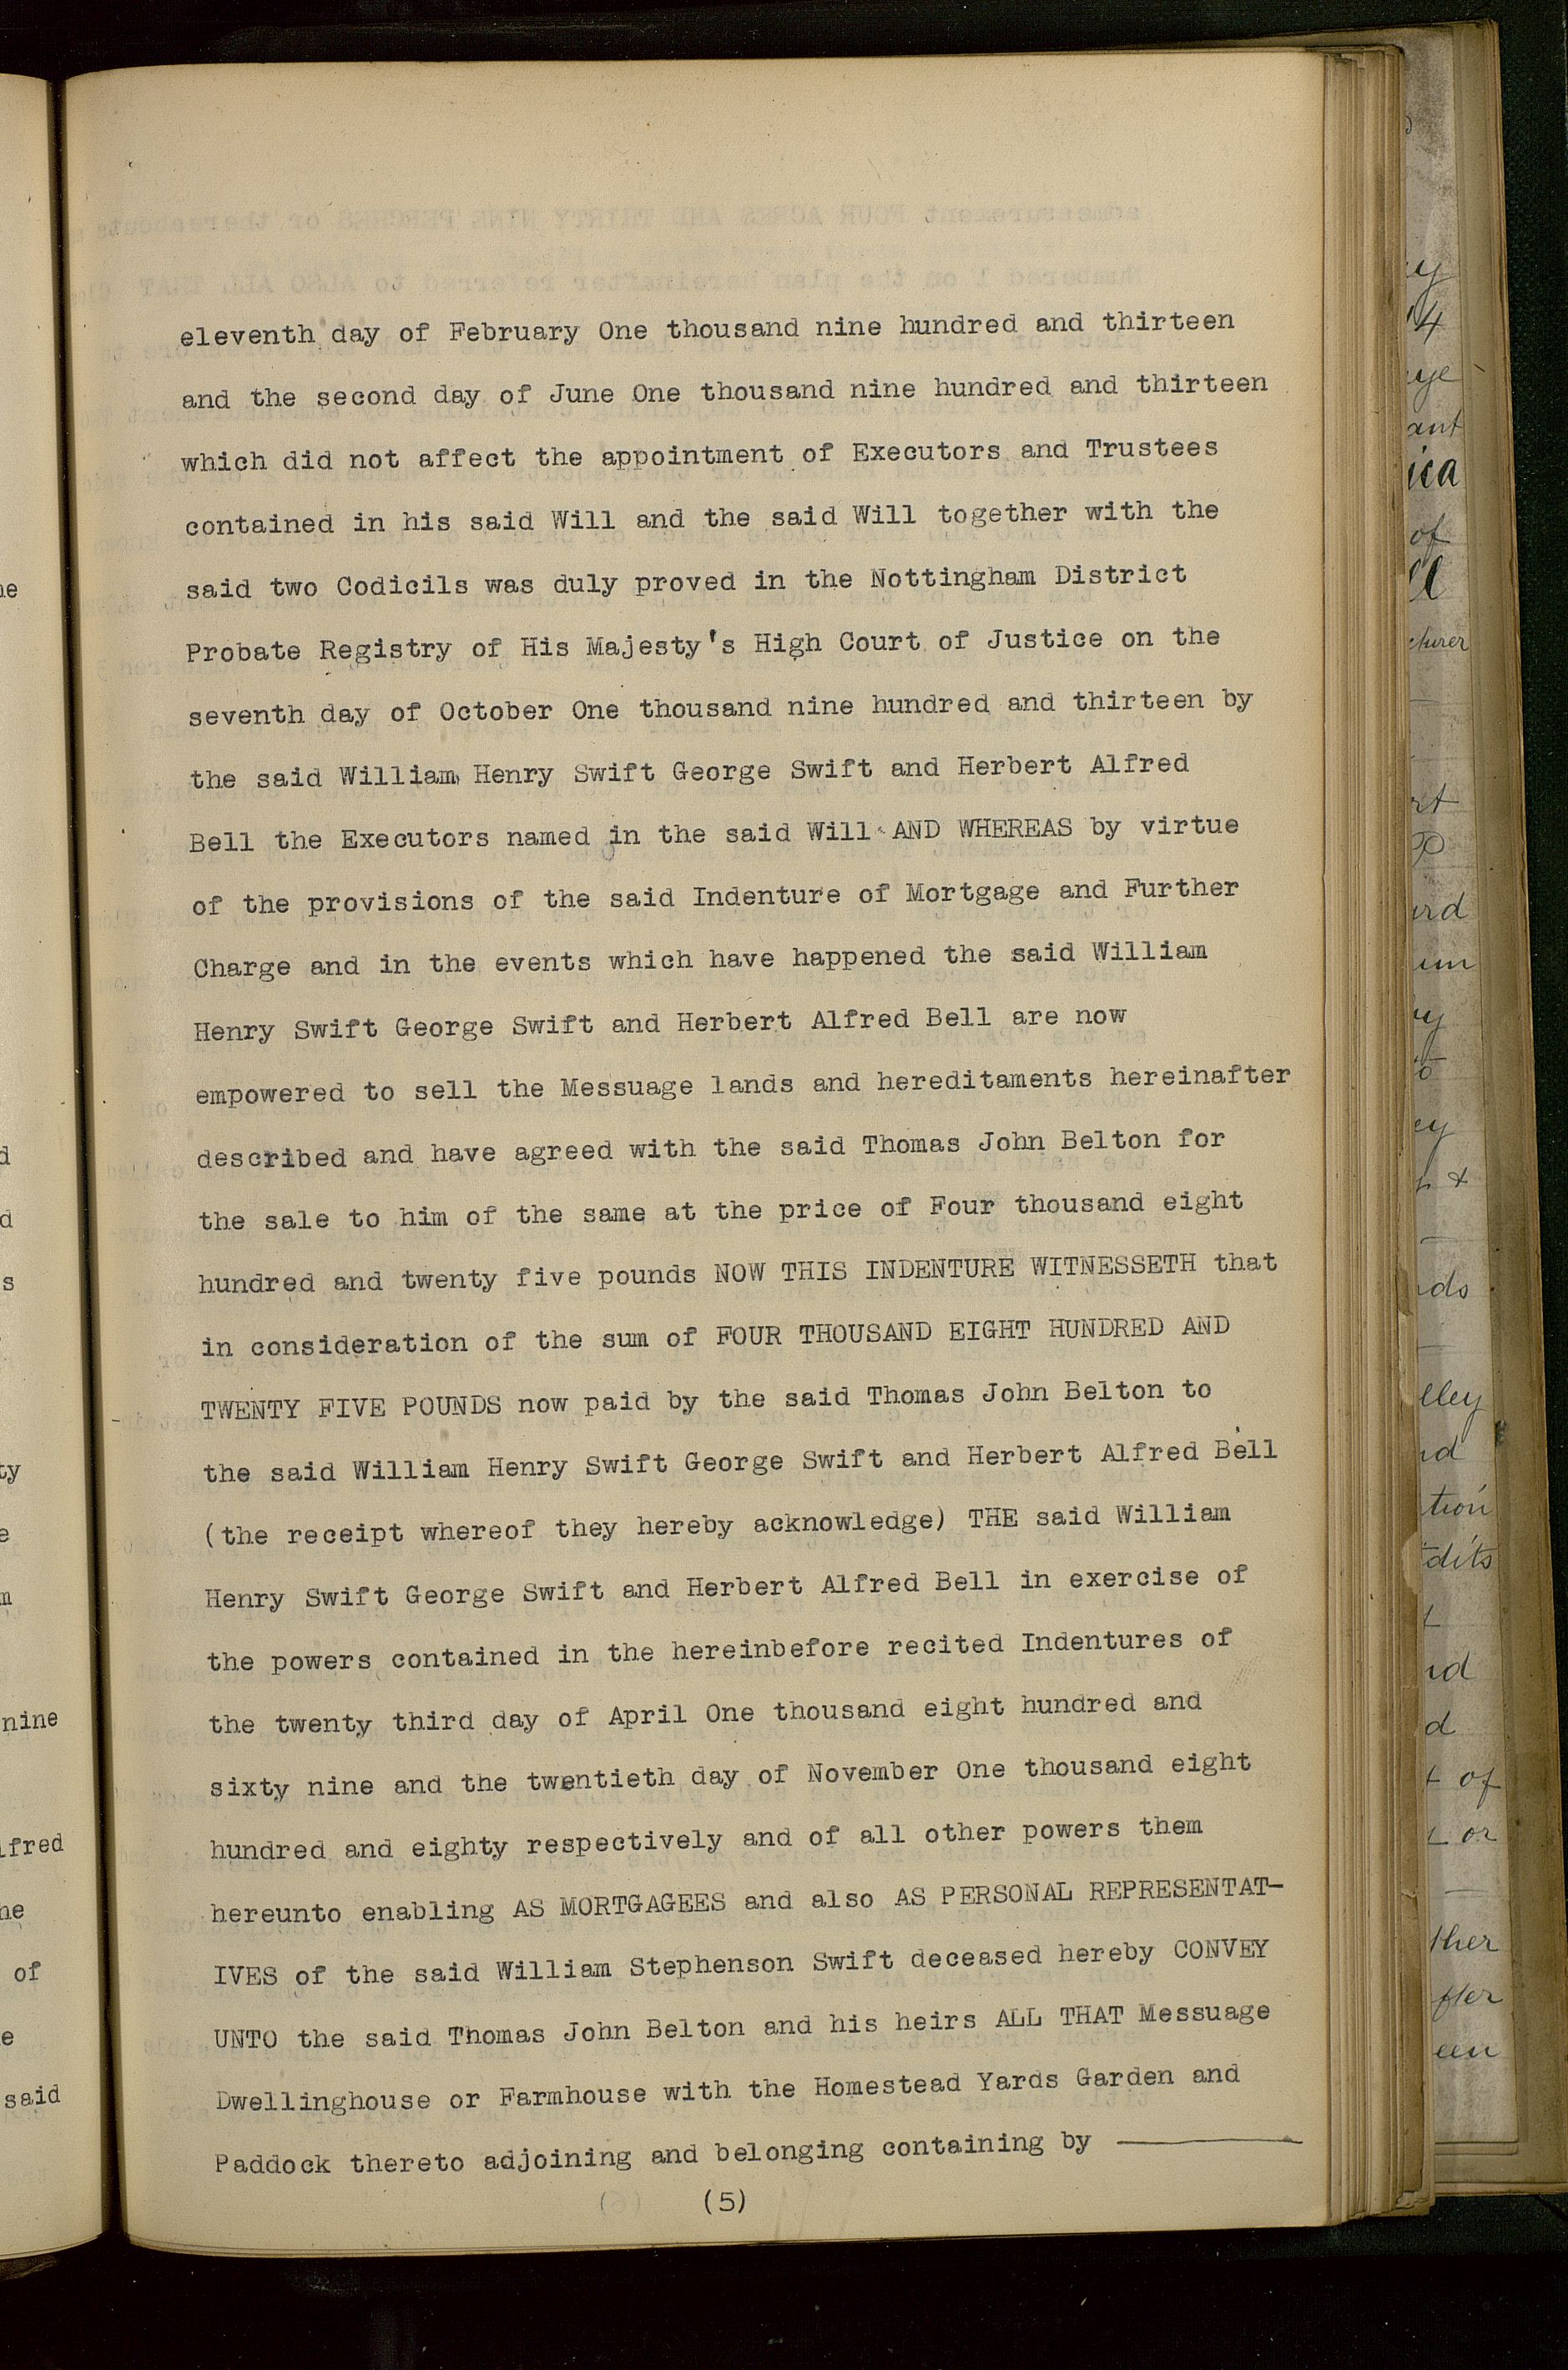 eleventh day of February One thousand nine hundred and thirteen
and the second day of June One thousand nine hundred and thirteen
which did not affect the appointment of Executors and Trustees
contained in his said Will and the said Will together with the
said two Codicils was duly proved in the Nottingham District
Probate Registry of His Majesty's High Court of Justice on the
seventh day of October One thousand nine hundred and thirteen by
the said William Henry Swift George Swift and Herbert Alfred
Bell the Executors named in the said Will AND WHEREAS by virtue
of the provisions of the said Indenture of Mortgage and Further
Charge and in the events which have happened the said William
Henry Swift George Swift and Herbert Alfred Bell are now
empowered to sell the Messuage lands and hereditaments hereinafter
described and have agreed with the said Thomas John Belton for
the sale to him of the same at the price of Four thousand eight
hundred and twenty five pounds NOW THIS INDENTURE WITNESSETH that
in consideration of the sum of FOUR THOUSAND EIGHT HUNDRED AND
TWENTY FIVE POUNDS now paid by the said Thomas John Belton to
the said William Henry Swift George Swift and Herbert Alfred Bell
(the receipt whereof they hereby acknowledge) THE said William
Henry Swift George Swift and Herbert Alfred Bell in exercise of
the powers contained in the hereinbefore recited Indentures of
the twenty third day of April One thousand eight hundred and
sixty nine and the twentieth day of November One thousand eight
hundred and eighty respectively and of all other powers them
hereunto enabling AS MORTGAGEES and also AS PERSONAL REPRESENTAT-
IVES of the said William Stephenson Swift deceased hereby CONVEY
UNTO the said Thomas John Belton and his heirs ALL THAT Messuage
Dwellinghouse or Farmhouse with the Homestead Yards Garden and
Paddock thereto adjoining and belonging containing by
(5)